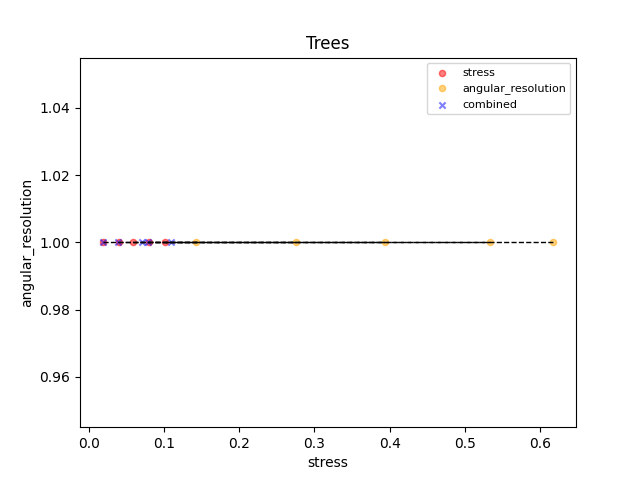 Trees
stress
angular_resolution
combined
1.04
1.02
1.00
0.98
0.96
angular_resolution
0.0 0.1 0.2 0.3 0.4 0.5 0.6
stress